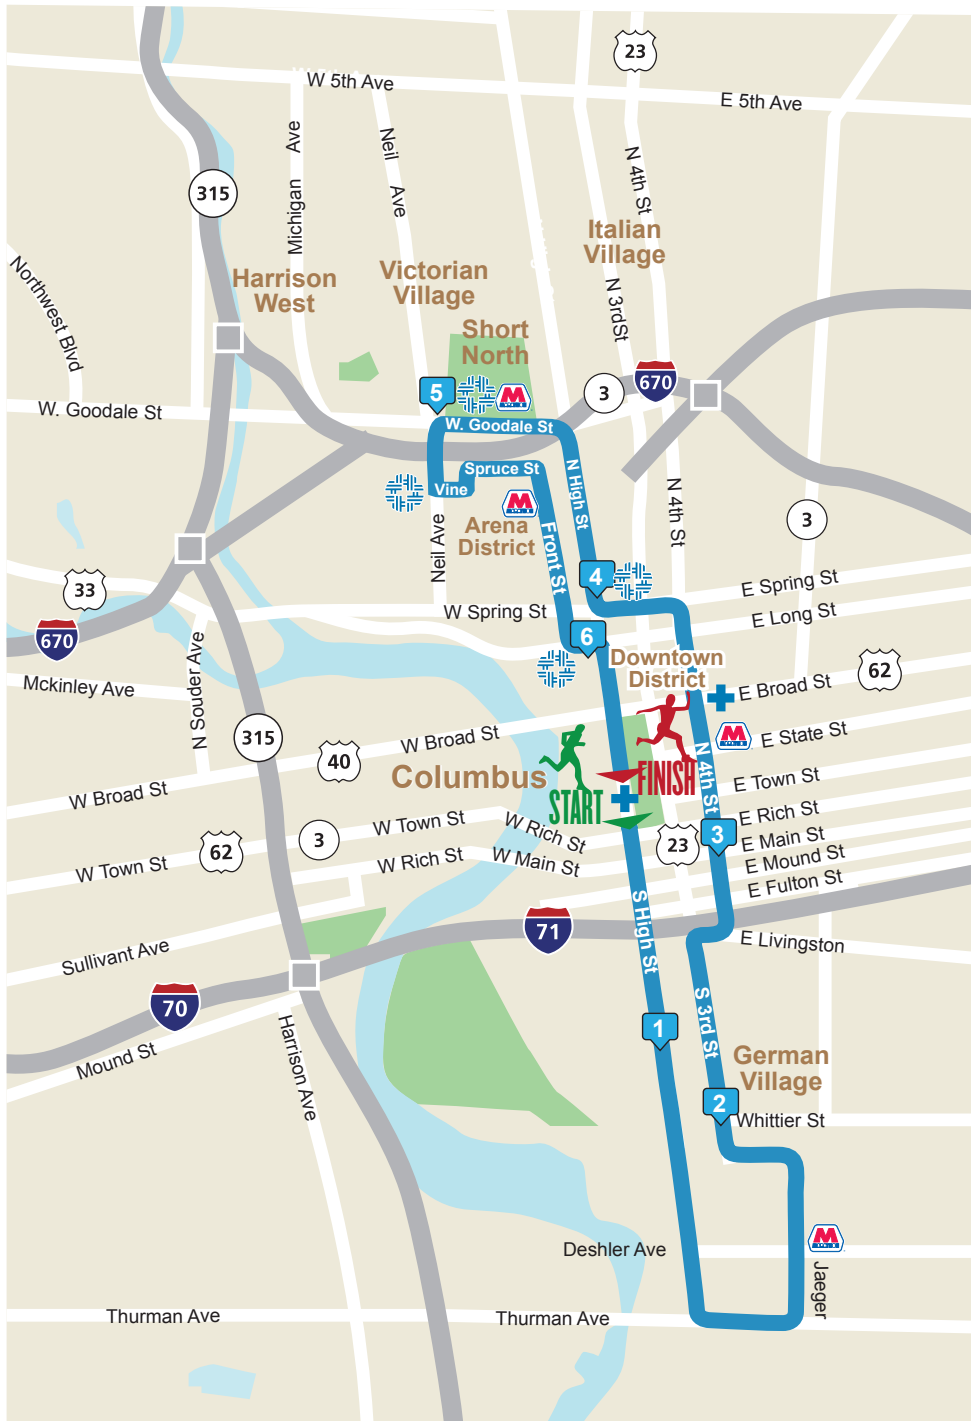 23
W 5th Ave
E 5th Ave
Michigan Ave
Neil Ave
N 4th St
315
Italian
Village
Northwest Blvd
Harrison
West
Victorian
Village
N 3rdSt
Short
North
670
3
5
W. Goodale St
W. Goodale St
Spruce St
Vine
N High St
N 4th St
3
Arena
District
Neil Ave
Front St
33
4
E Spring St
W Spring St
E Long St
670
6
N Souder Ave
Downtown
District
62
Mckinley Ave
E Broad St
315
W Broad St
E State St
40
Columbus
N 4th St
FINISH
E Town St
W Broad St
START
W Town St
W Rich St
E Rich St
3
E Main St
62
3
23
E Mound St
W Town St
W Rich St
W Main St
E Fulton St
S High St
71
E Livingston
Sullivant Ave
70
S 3rd St
1
Mound St
Harrison Ave
German
Village
2
Whittier St
Deshler Ave
Jaeger
Thurman Ave
Thurman Ave